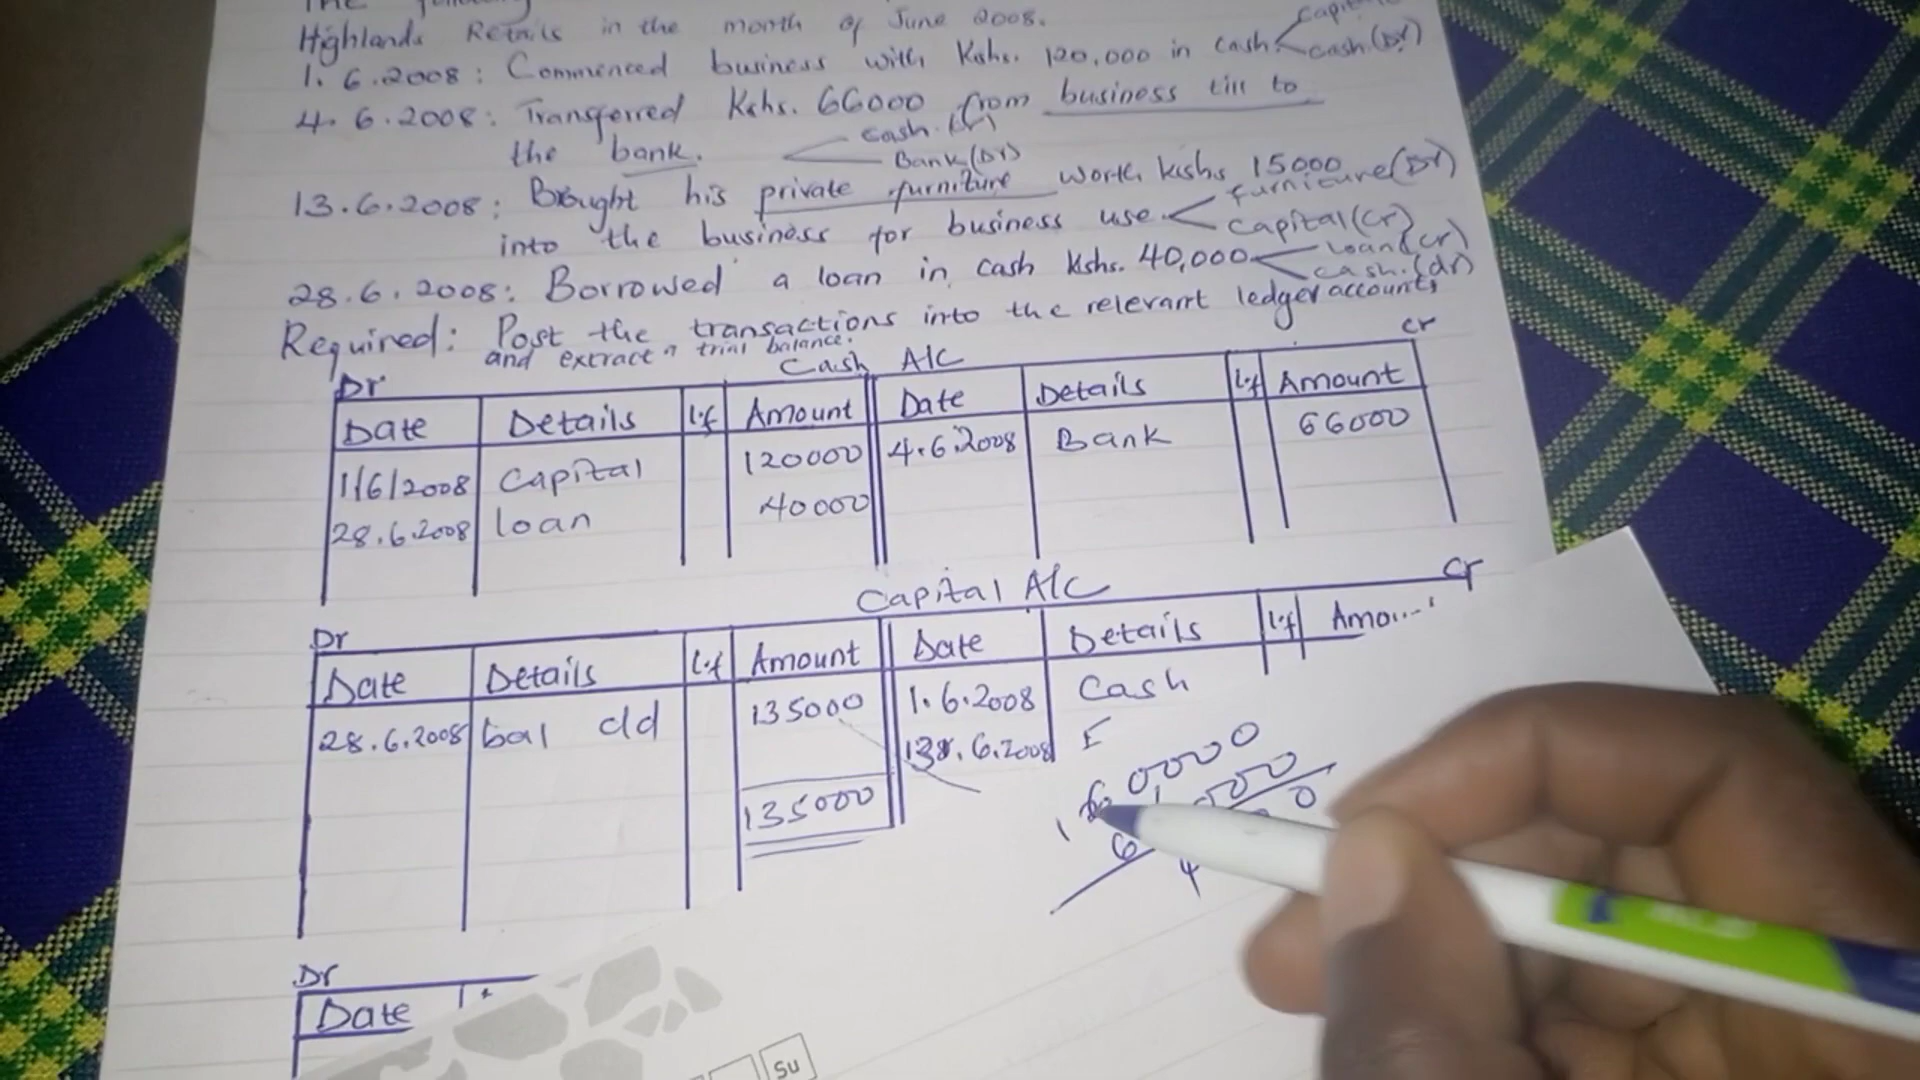 Highlands Retails in the month of June 2008.
1. 6.2008: Commenced business with Kshs. 120,000 in cash cash (Dr)
4. 6.2008: Transferred Kshs. 66000 from business till to
the bank. cash (cr)
Bank (Dr)
13.6.2008: Brought his private furniture worth kshs 15000
furniture (Dr)
into the business for business use capital (cr)
28.6.2008: Borrowed a loan in cash Kshs. 40,000 loan (cr)
cash. (dr)
Required: Post the transactions into the relevant ledger accounts
and extract a trial balance.
Cash A/C
Dr cr
Date Details l.f Amount Date Details l.f Amount
1/6/2008 Capital 120000 4.6.2008 Bank 66000
28.6.2008 loan 40000
Capital A/C
Dr Cr
Date Details l.f Amount Date Details l.f
28.6.2008 bal c/d 135000 1.6.2008 Cash
135000
Dr
Date
Su